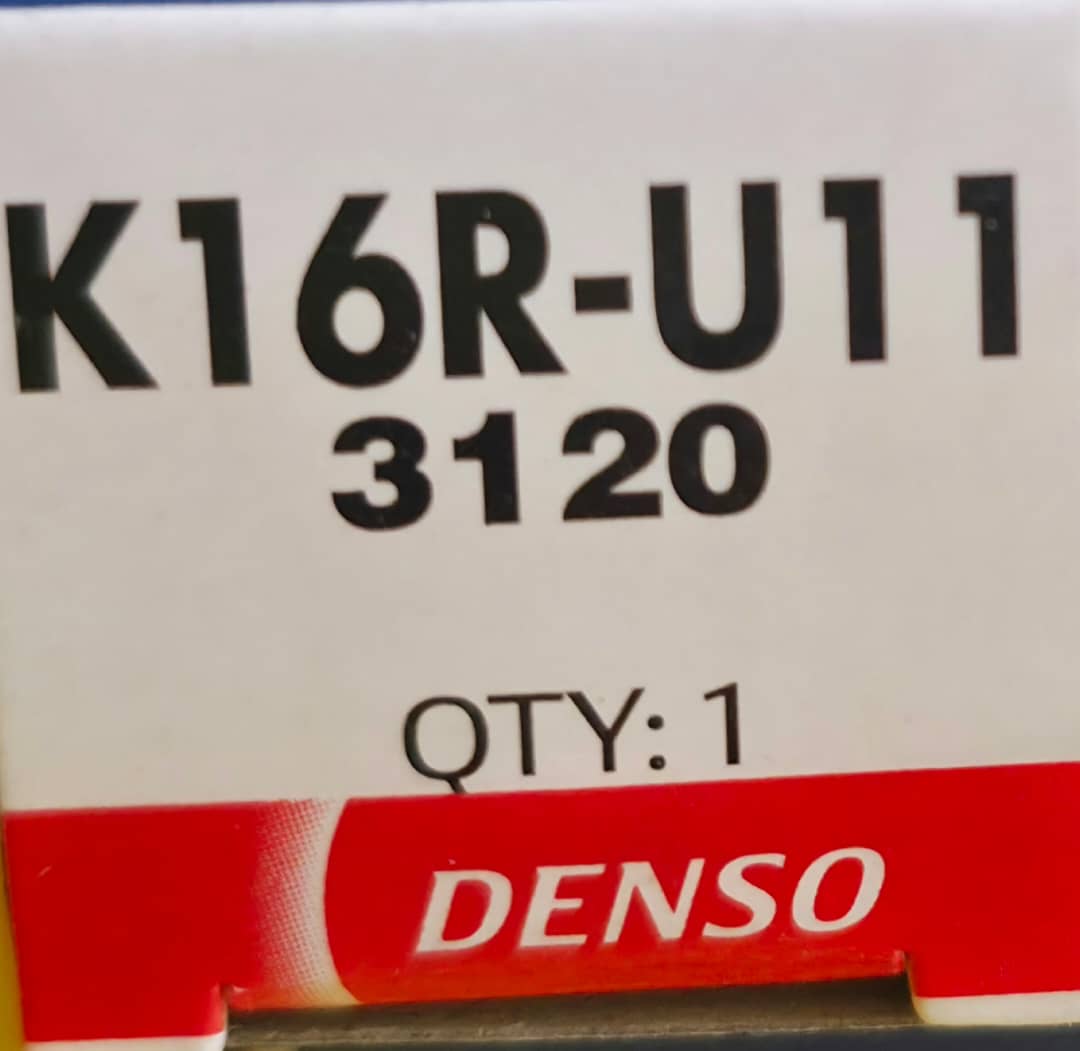 K16R-U11
3120
QTY: 1
DENSO